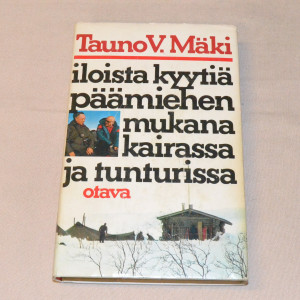 Tauno V. Mäki
iloista kyytiä
päämiehen
mukana
kairassa
ja tunturissa
otava